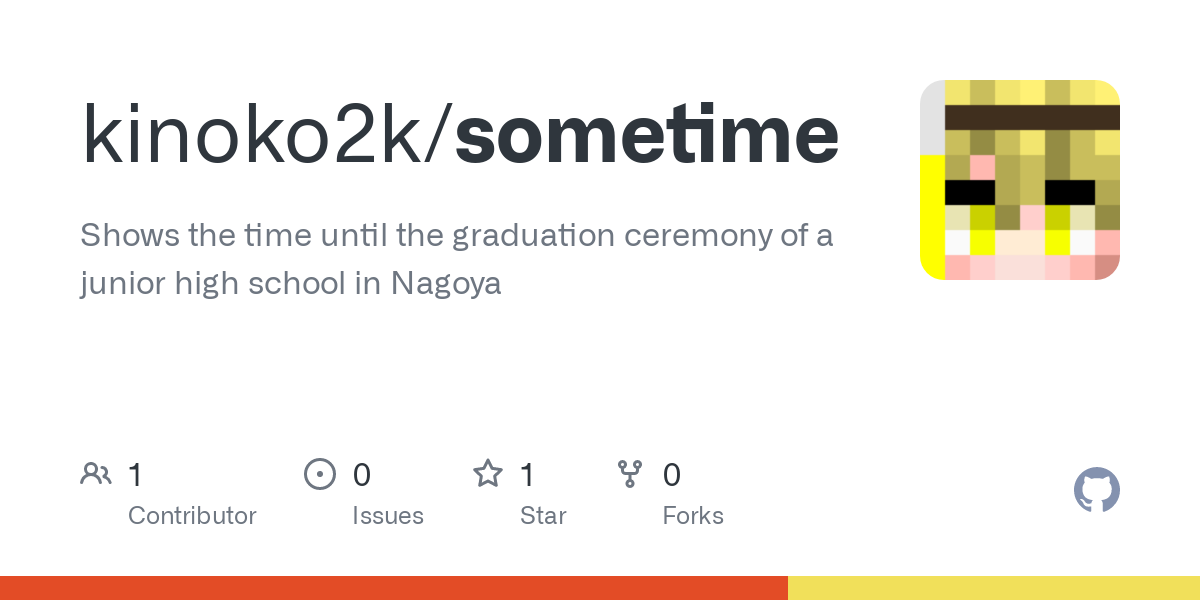 kinoko2k/sometime
Shows the time until the graduation ceremony of a
junior high school in Nagoya
1
Contributor
0
Issues
1
Star
0
Forks